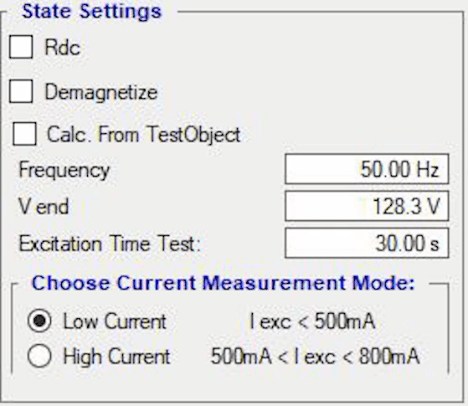 State Settings
Rdc
Demagnetize
Calc. From TestObject
Frequency 50.00 Hz
V end 128.3 V
Excitation Time Test: 30.00 s
Choose Current Measurement Mode:
Low Current I exc < 500mA
High Current 500mA < I exc < 800mA